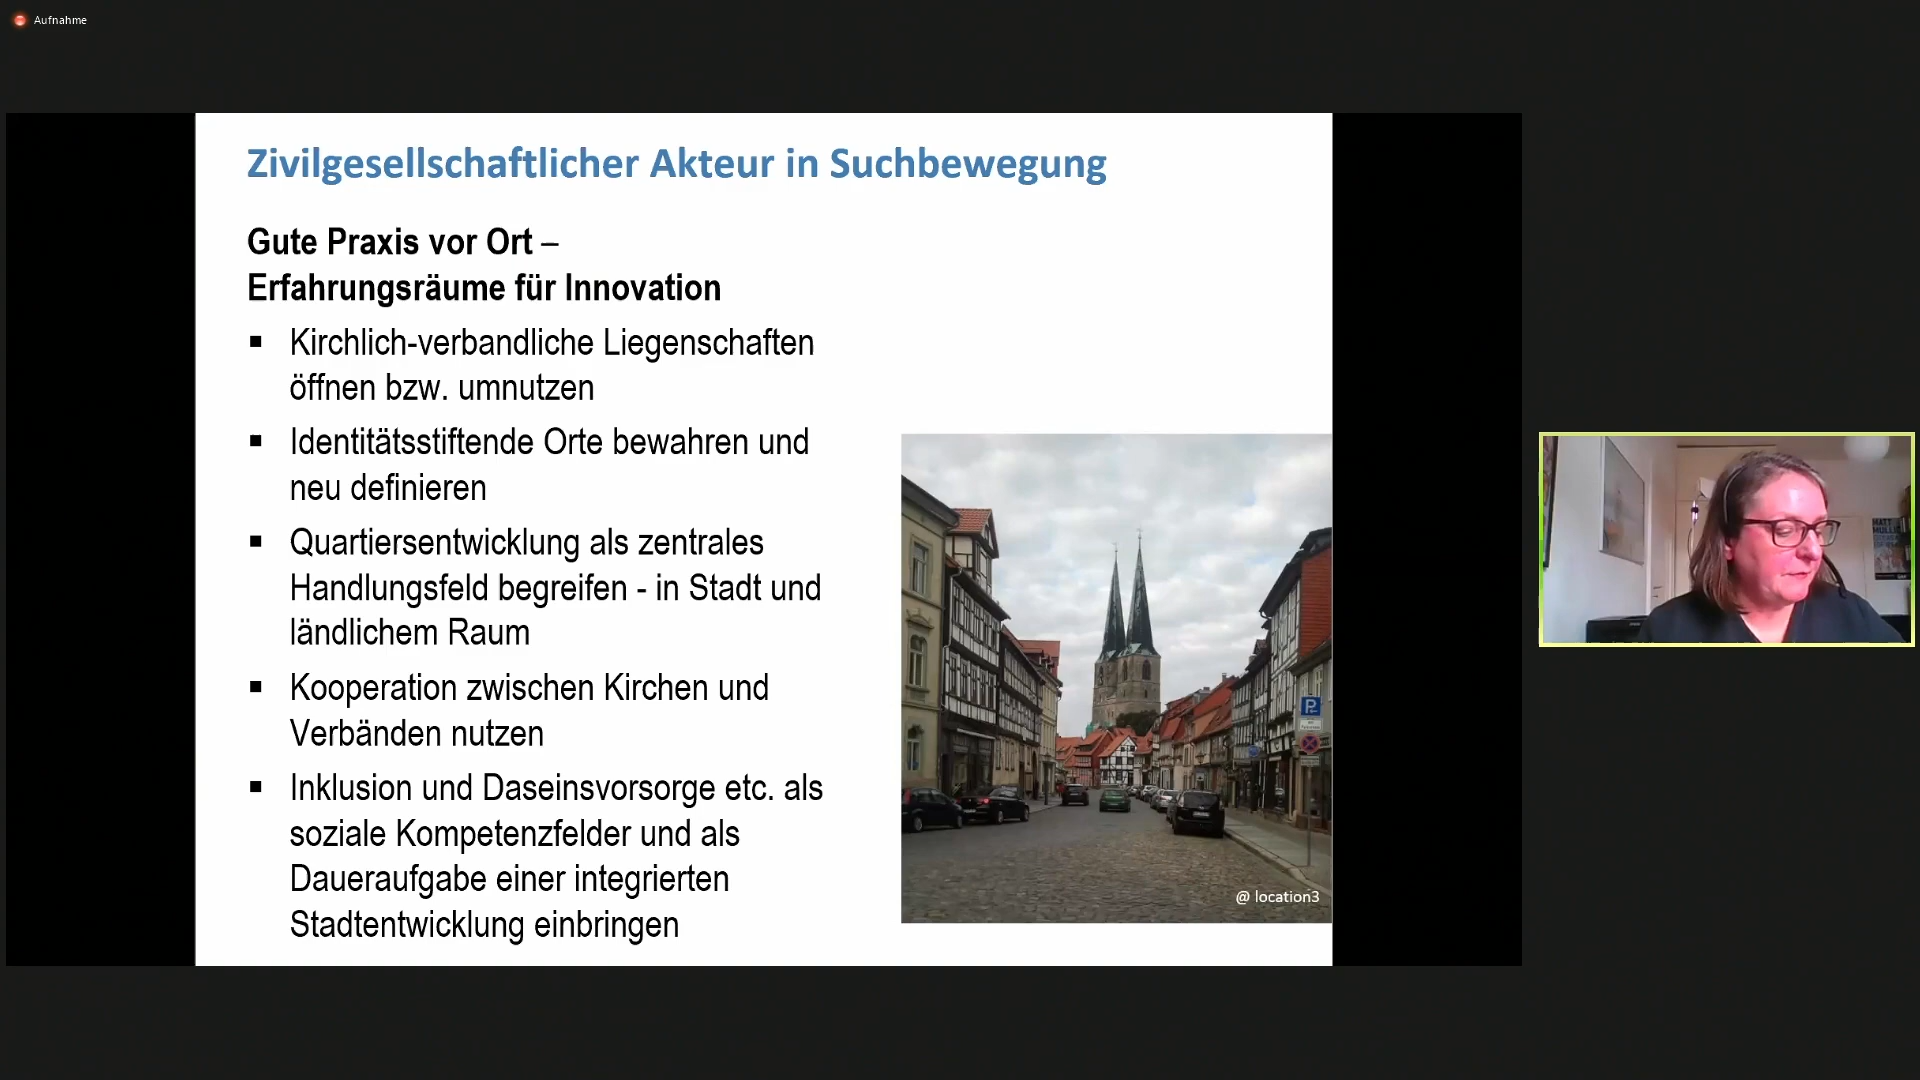 Aufnahme
Zivilgesellschaftlicher Akteur in Suchbewegung
Gute Praxis vor Ort –
Erfahrungsräume für Innovation
▪ Kirchlich-verbandliche Liegenschaften
öffnen bzw. umnutzen
▪ Identitätsstiftende Orte bewahren und
neu definieren
▪ Quartiersentwicklung als zentrales
Handlungsfeld begreifen - in Stadt und
ländlichem Raum
▪ Kooperation zwischen Kirchen und
Verbänden nutzen
▪ Inklusion und Daseinsvorsorge etc. als
soziale Kompetenzfelder und als
Daueraufgabe einer integrierten
Stadtentwicklung einbringen
P
@ location3
MATT